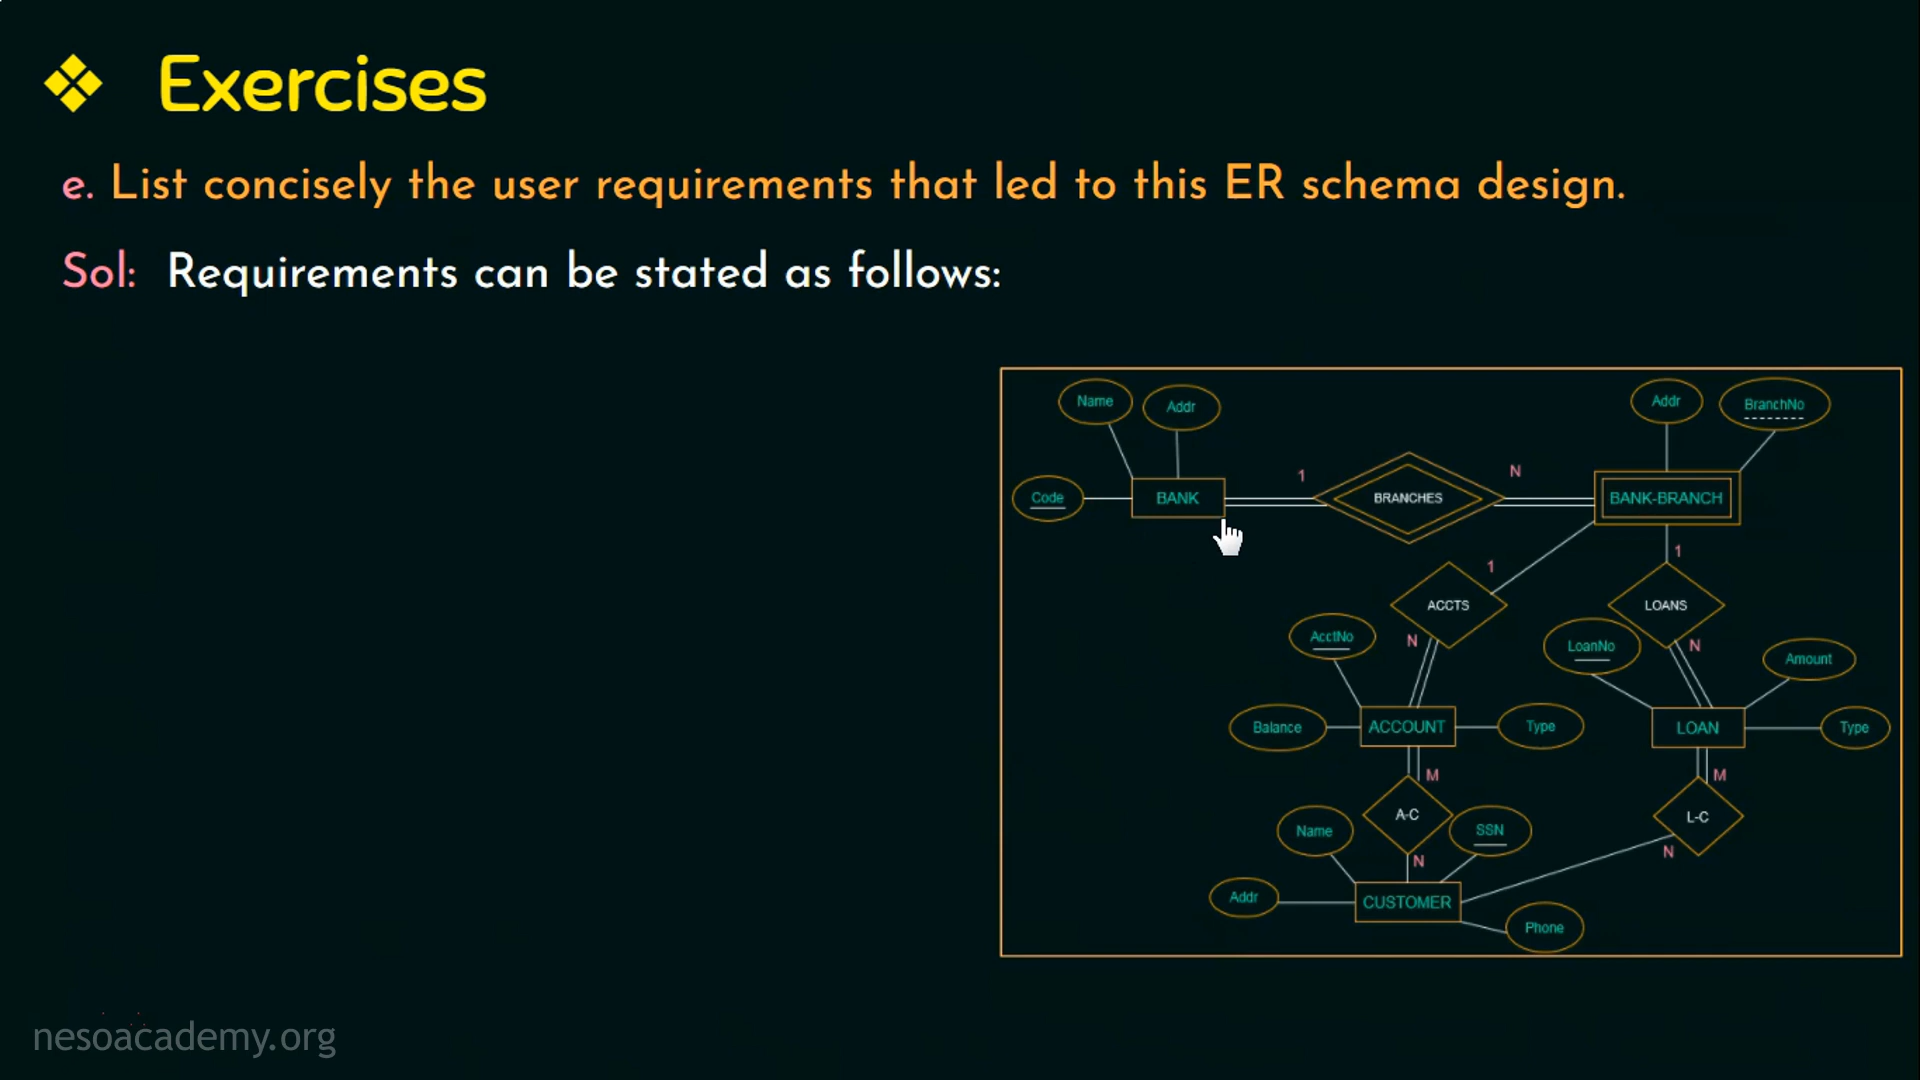 ❖ Exercises
e. List concisely the user requirements that led to this ER schema design.
Sol: Requirements can be stated as follows:
Name
Addr
Addr
BranchNo
Code
BANK
1
BRANCHES
N
BANK-BRANCH
1
1
ACCTS
LOANS
AcctNo
N
LoanNo
N
Amount
Balance
ACCOUNT
Type
LOAN
Type
M
M
Name
A-C
SSN
L-C
N
N
Addr
CUSTOMER
Phone
nesoacademy.org